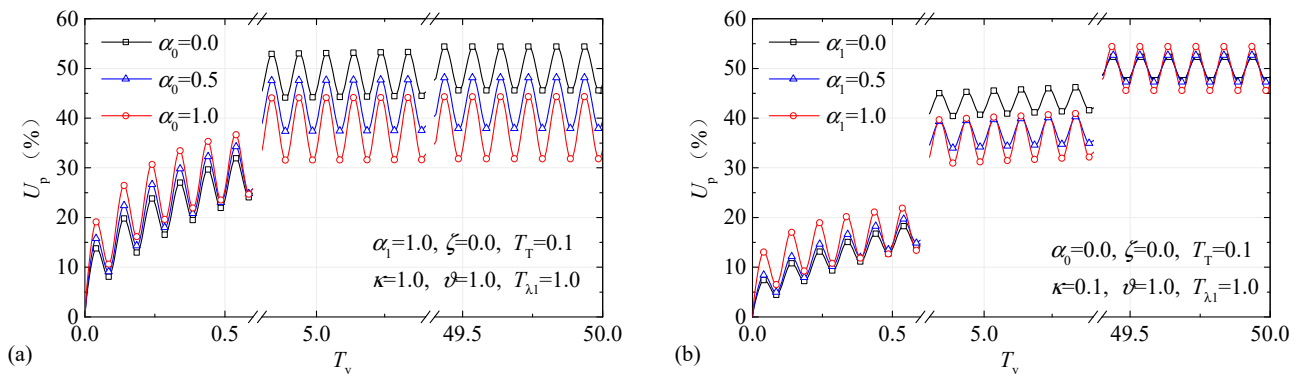 60
50
40
30
20
10
0
U_p (%)
α_0=0.0
α_0=0.5
α_0=1.0
α_1=1.0, ζ=0.0, T_T=0.1
κ=1.0, ϑ=1.0, T_λ1=1.0
0.0 0.5 5.0 49.5 50.0
(a) T_v
60
50
40
30
20
10
0
U_p (%)
α_1=0.0
α_1=0.5
α_1=1.0
α_0=0.0, ζ=0.0, T_T=0.1
κ=0.1, ϑ=1.0, T_λ1=1.0
0.0 0.5 5.0 49.5 50.0
(b) T_v